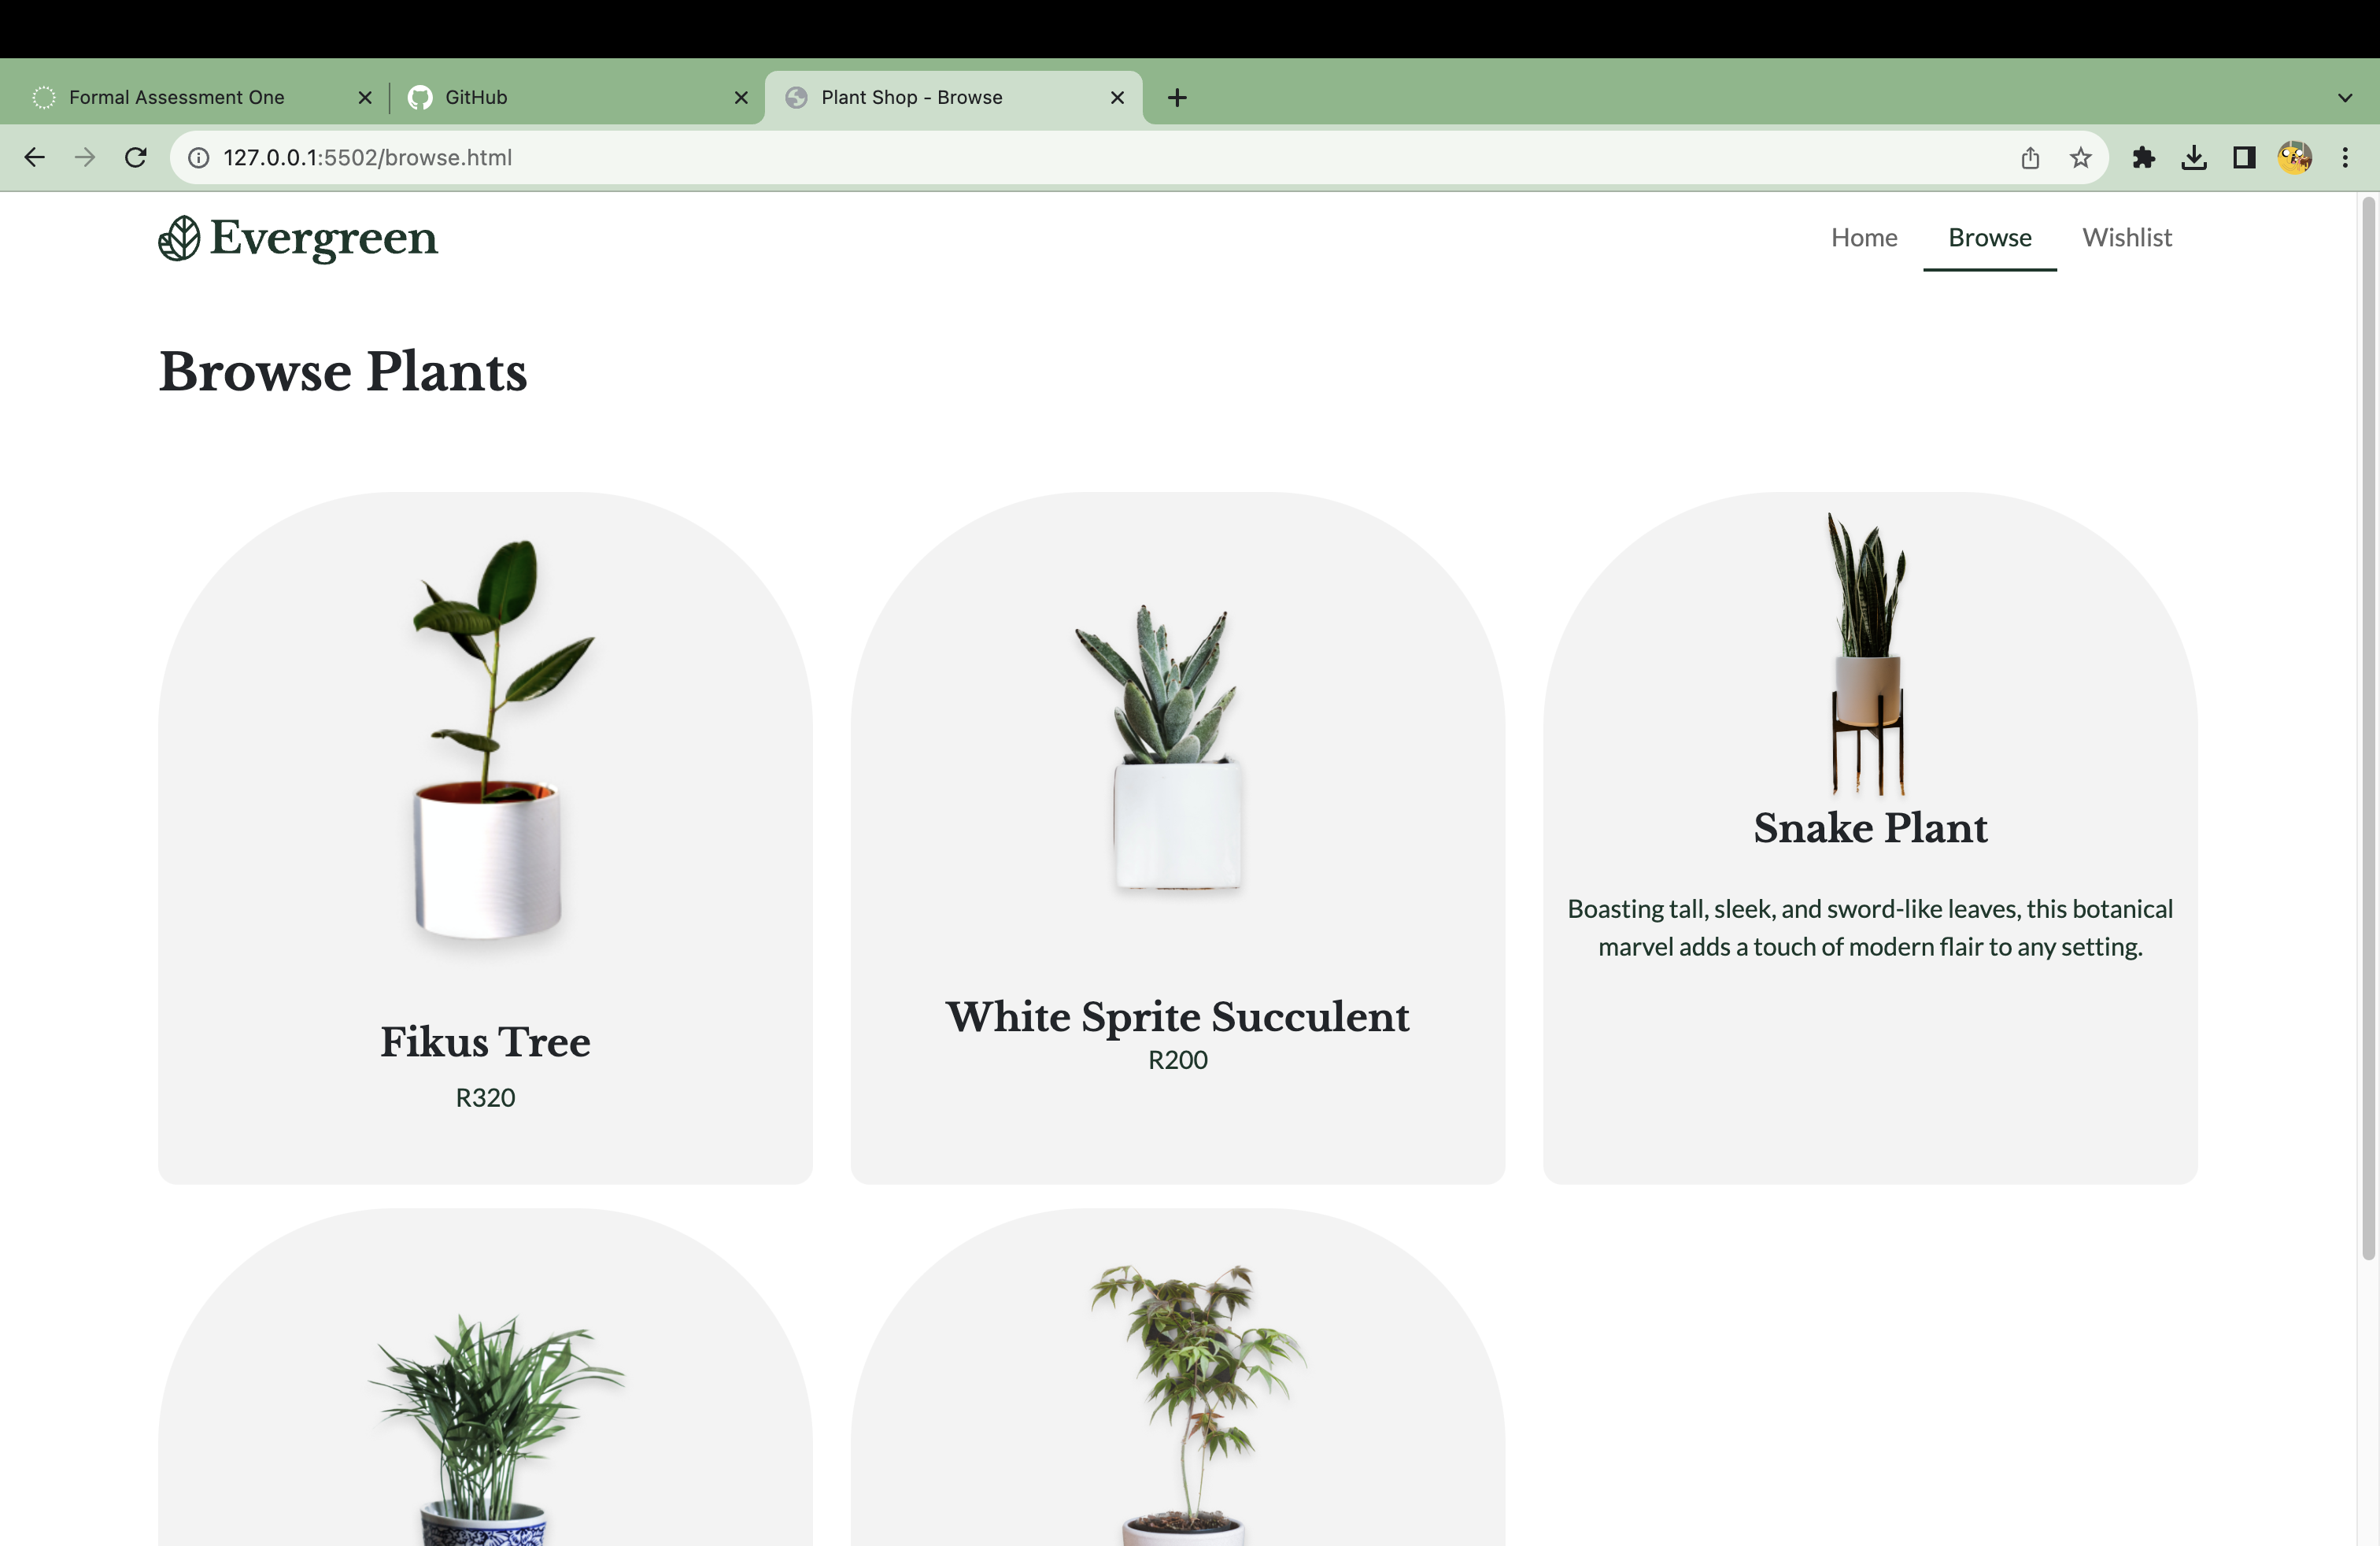 Formal Assessment One
GitHub
Plant Shop - Browse
127.0.0.1:5502/browse.html
Evergreen
Home
Browse
Wishlist
Browse Plants
Fikus Tree
R320
White Sprite Succulent
R200
Snake Plant
Boasting tall, sleek, and sword-like leaves, this botanical
marvel adds a touch of modern flair to any setting.